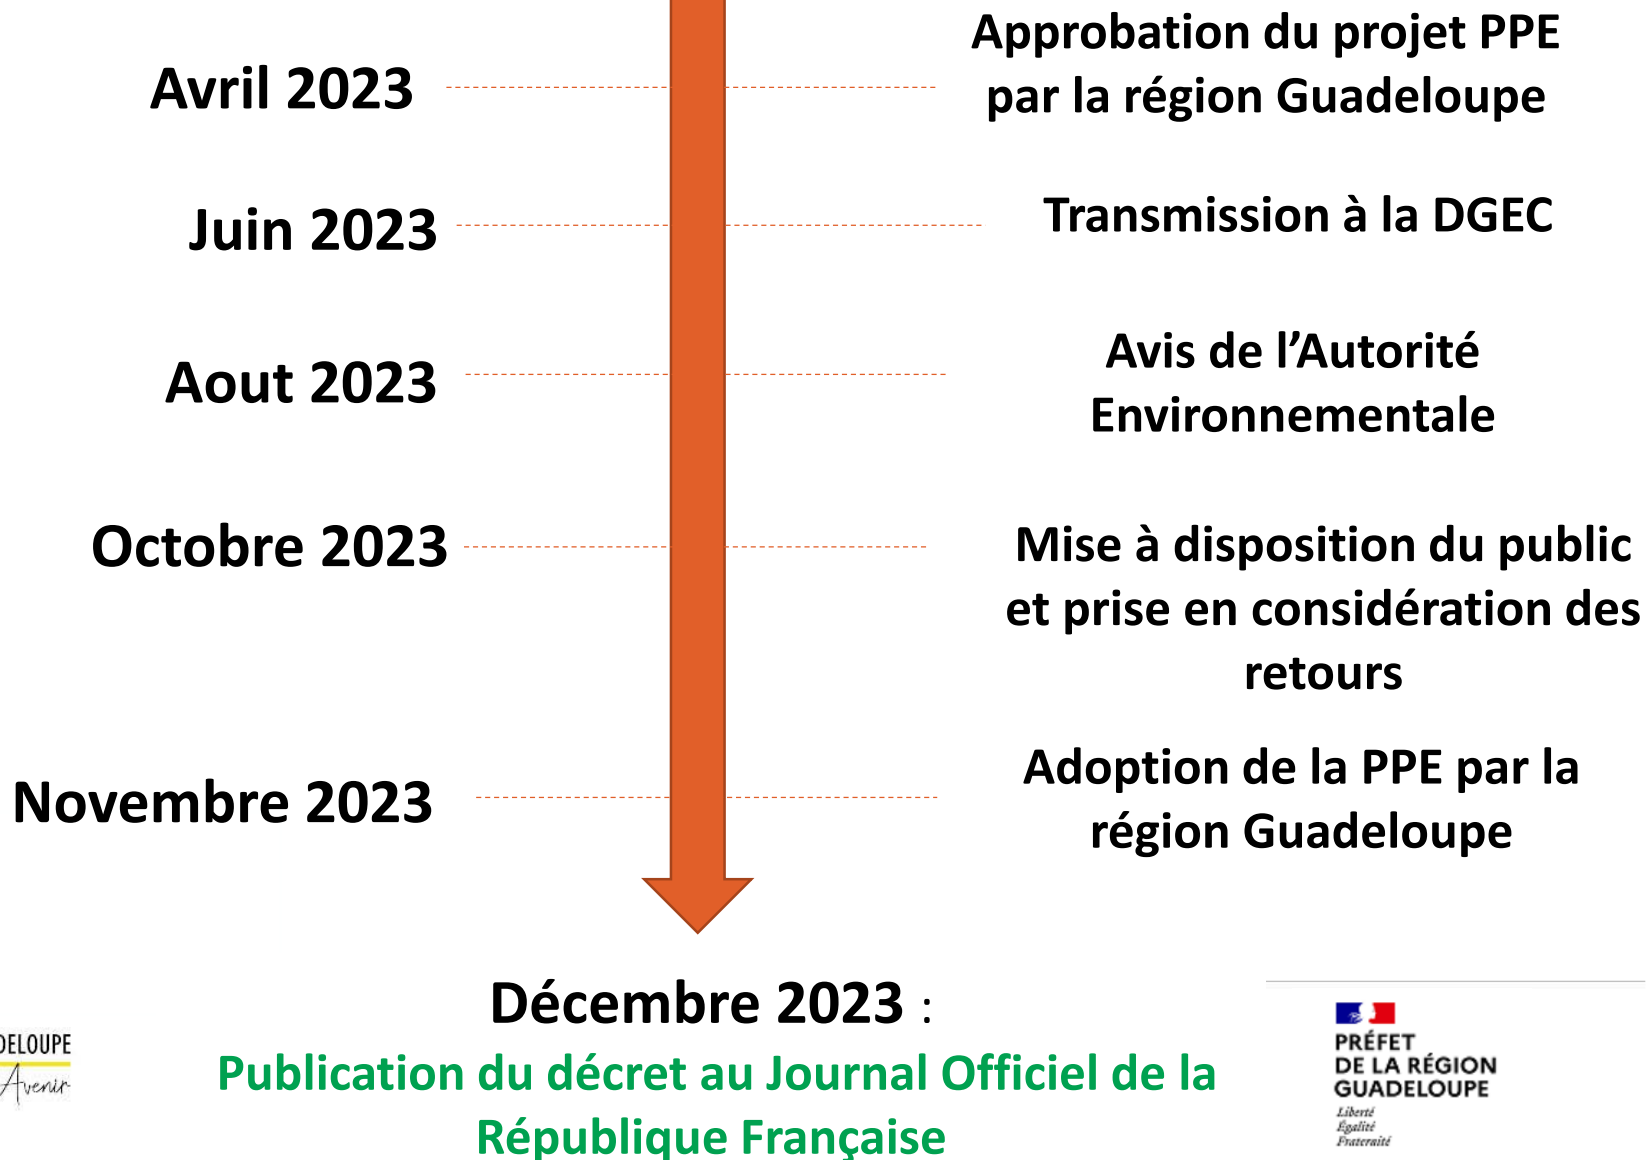 Approbation du projet PPE
Avril 2023
par la région Guadeloupe
Juin 2023
Transmission à la DGEC
Aout 2023
Avis de l’Autorité
Environnementale
Octobre 2023
Mise à disposition du public
et prise en considération des
retours
Novembre 2023
Adoption de la PPE par la
région Guadeloupe
Décembre 2023 :
Publication du décret au Journal Officiel de la
République Française
Avenir
PRÉFET
DE LA RÉGION
GUADELOUPE
Liberté
Égalité
Fraternité